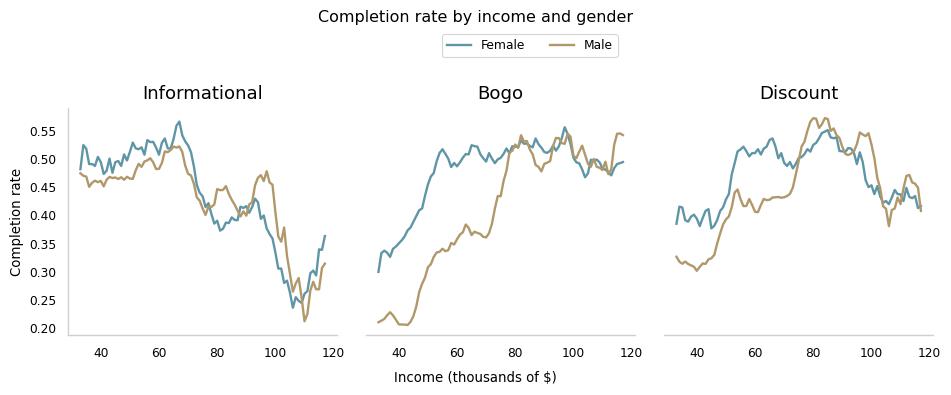 Completion rate by income and gender
Female Male
Informational Bogo Discount
Completion rate
0.55
0.50
0.45
0.40
0.35
0.30
0.25
0.20
40 60 80 100 120 40 60 80 100 120 40 60 80 100 120
Income (thousands of $)